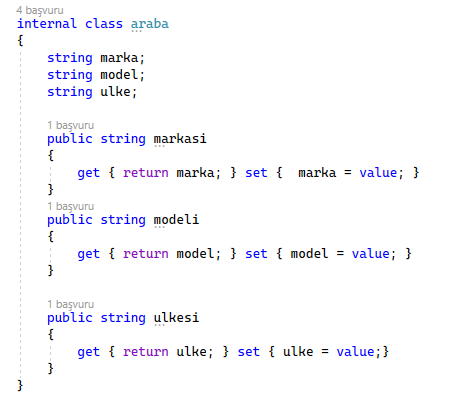 4 başvuru
internal class araba
{
string marka;
string model;
string ulke;
1 başvuru
public string markasi
{
get { return marka; } set {  marka = value; }
}
1 başvuru
public string modeli
{
get { return model; } set { model = value; }
}
1 başvuru
public string ulkesi
{
get { return ulke; } set { ulke = value;}
}
}